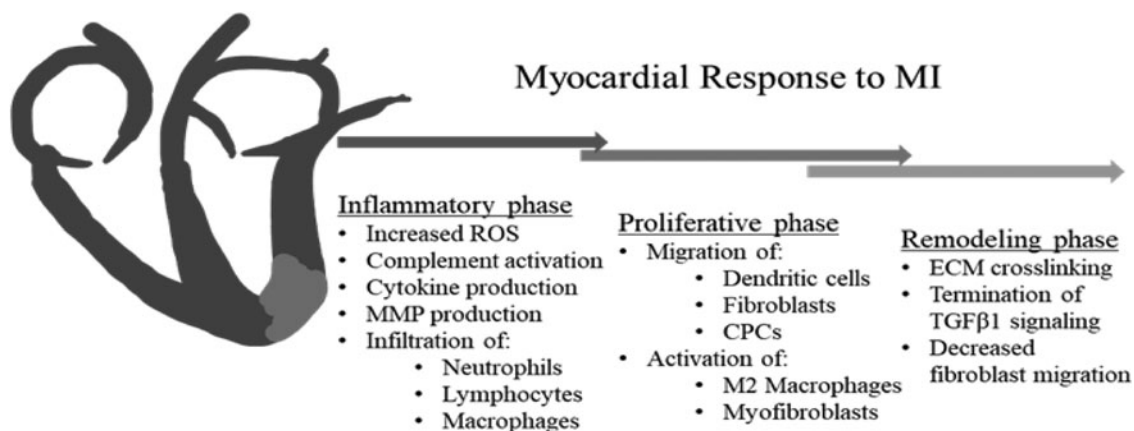 Myocardial Response to MI
Inflammatory phase
• Increased ROS
• Complement activation
• Cytokine production
• MMP production
• Infiltration of:
• Neutrophils
• Lymphocytes
• Macrophages
Proliferative phase
• Migration of:
• Dendritic cells
• Fibroblasts
• CPCs
• Activation of:
• M2 Macrophages
• Myofibroblasts
Remodeling phase
• ECM crosslinking
• Termination of
TGFβ1 signaling
• Decreased
fibroblast migration